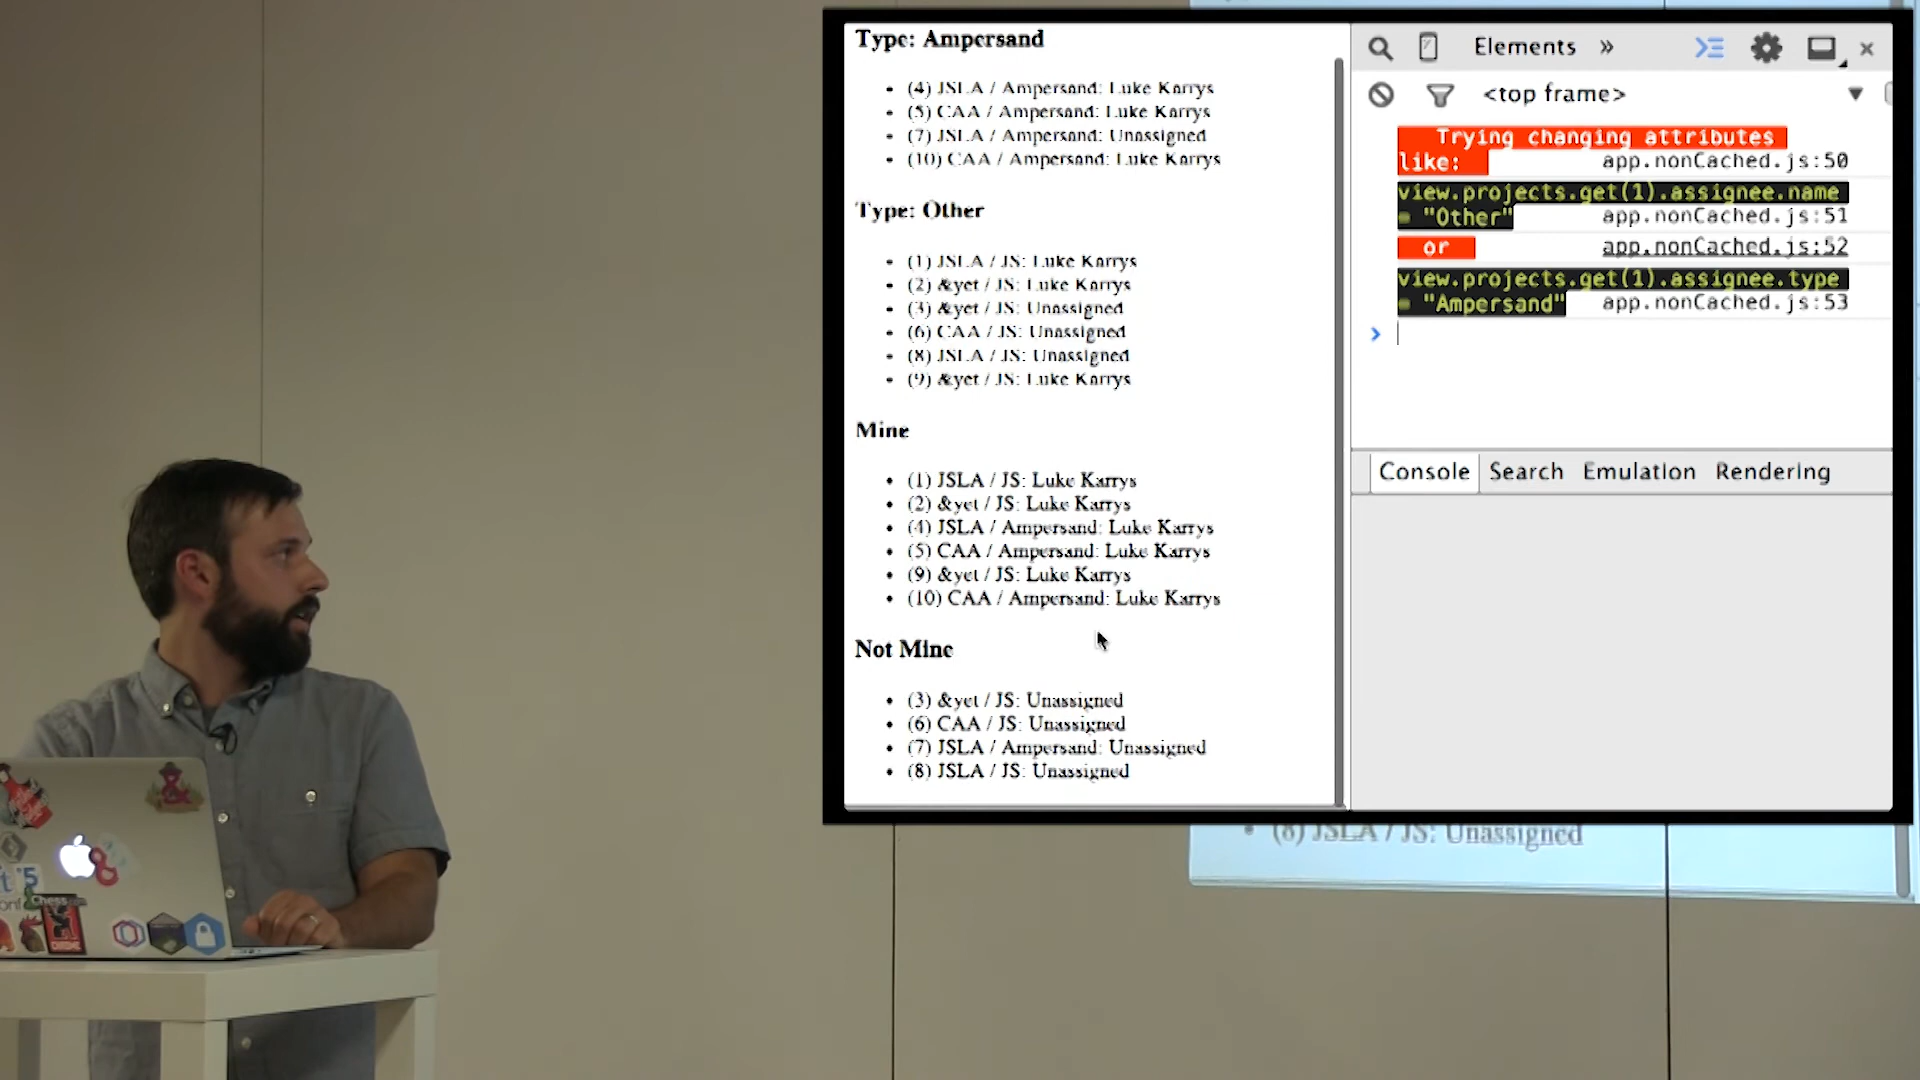 Type: Ampersand
(4) JSLA / Ampersand: Luke Karrys
(5) CAA / Ampersand: Luke Karrys
(7) JSLA / Ampersand: Unassigned
(10) CAA / Ampersand: Luke Karrys
Type: Other
(1) JSLA / JS: Luke Karrys
(2) &yet / JS: Luke Karrys
(3) &yet / JS: Unassigned
(6) CAA / JS: Unassigned
(8) JSLA / JS: Unassigned
(9) &yet / JS: Luke Karrys
Mine
(1) JSLA / JS: Luke Karrys
(2) &yet / JS: Luke Karrys
(4) JSLA / Ampersand: Luke Karrys
(5) CAA / Ampersand: Luke Karrys
(9) &yet / JS: Luke Karrys
(10) CAA / Ampersand: Luke Karrys
Not Mine
(3) &yet / JS: Unassigned
(6) CAA / JS: Unassigned
(7) JSLA / Ampersand: Unassigned
(8) JSLA / JS: Unassigned
Elements »
<top frame>
Trying changing attributes
like: app.nonCached.js:50
view.projects.get(1).assignee.name
= "Other" app.nonCached.js:51
or app.nonCached.js:52
view.projects.get(1).assignee.type
= "Ampersand" app.nonCached.js:53
Console Search Emulation Rendering
(8) JSLA / JS: Unassigned
Chess